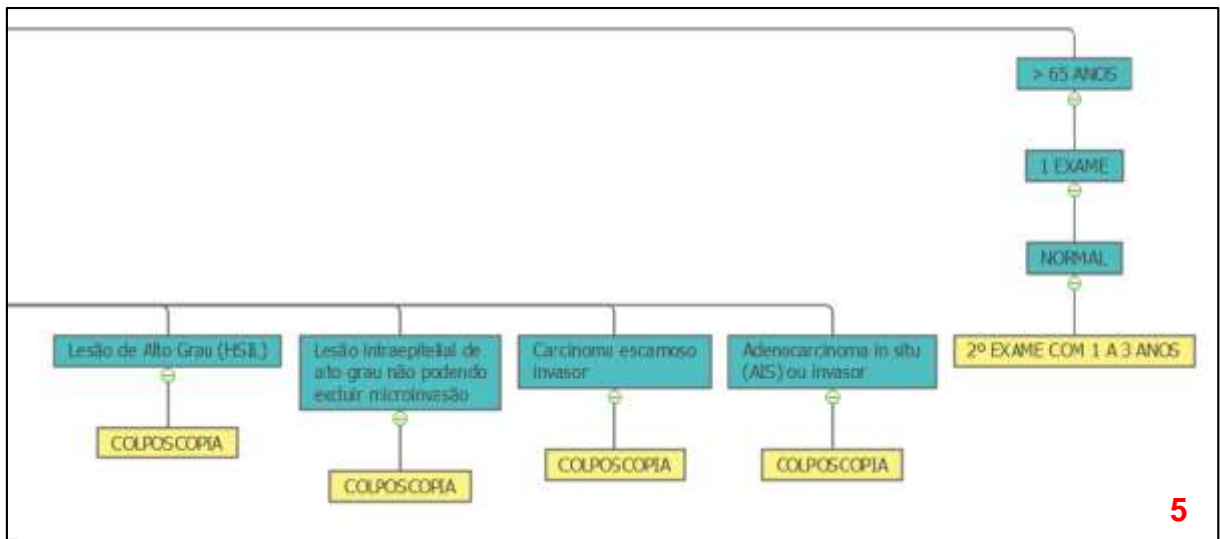 > 65 ANOS
1 EXAME
NORMAL
Lesão de Alto Grau (HSIL)
Lesão intraepitelial de
alto grau não podendo
excluir microinvasão
Carcinoma escamoso
invasor
Adenocarcinoma in situ
(AIS) ou invasor
2º EXAME COM 1 A 3 ANOS
COLPOSCOPIA
COLPOSCOPIA
COLPOSCOPIA
COLPOSCOPIA
5